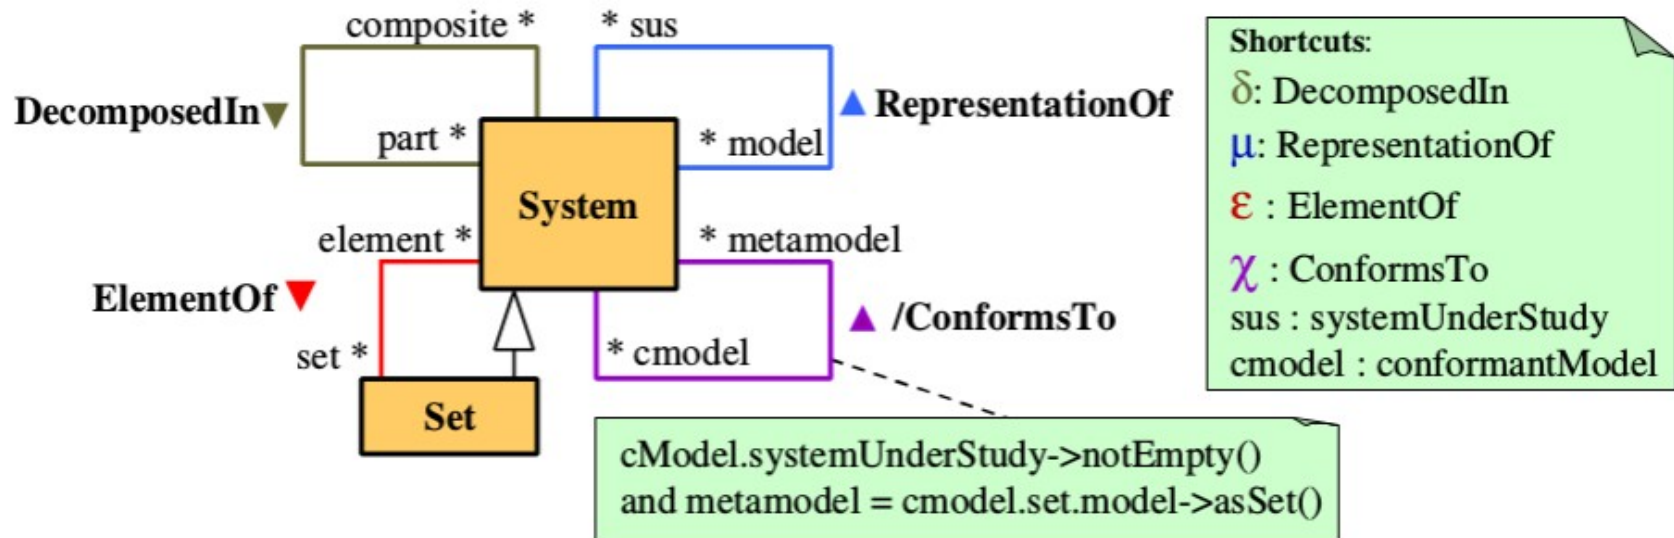 composite *
* sus
DecomposedIn▼
▲ RepresentationOf
part *
* model
System
element *
* metamodel
ElementOf ▼
▲ /ConformsTo
set *
* cmodel
Set
cModel.systemUnderStudy->notEmpty()
and metamodel = cmodel.set.model->asSet()
Shortcuts:
δ: DecomposedIn
μ: RepresentationOf
ε : ElementOf
χ : ConformsTo
sus : systemUnderStudy
cmodel : conformantModel